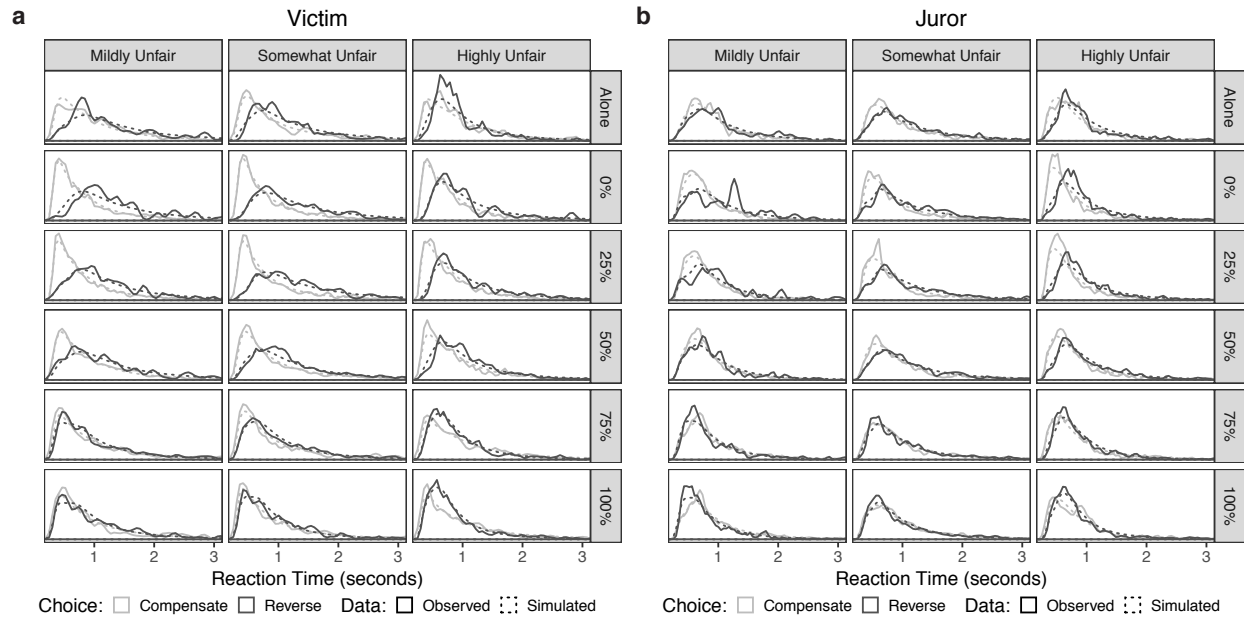 a
Victim
Mildly Unfair
Somewhat Unfair
Highly Unfair
Alone
0%
25%
50%
75%
100%
1
2
3
1
2
3
1
2
3
Reaction Time (seconds)
Choice: Compensate Reverse Data: Observed Simulated
b
Juror
Mildly Unfair
Somewhat Unfair
Highly Unfair
Alone
0%
25%
50%
75%
100%
1
2
3
1
2
3
1
2
3
Reaction Time (seconds)
Choice: Compensate Reverse Data: Observed Simulated